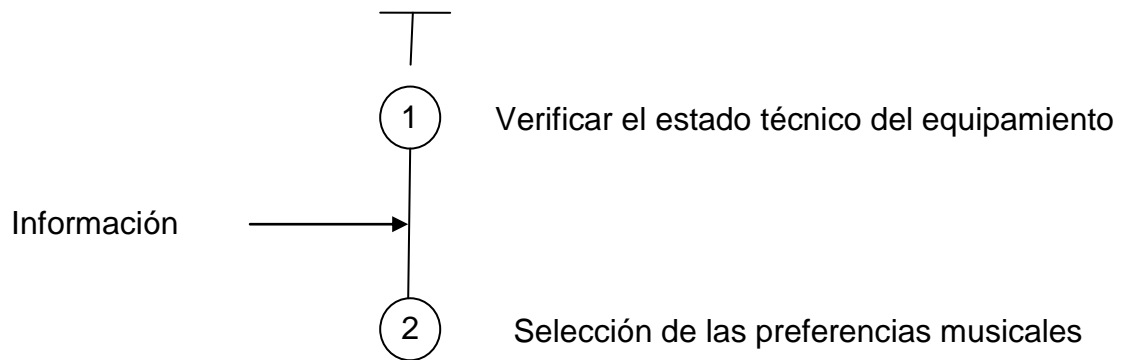 1 Verificar el estado técnico del equipamiento
Información
2 Selección de las preferencias musicales